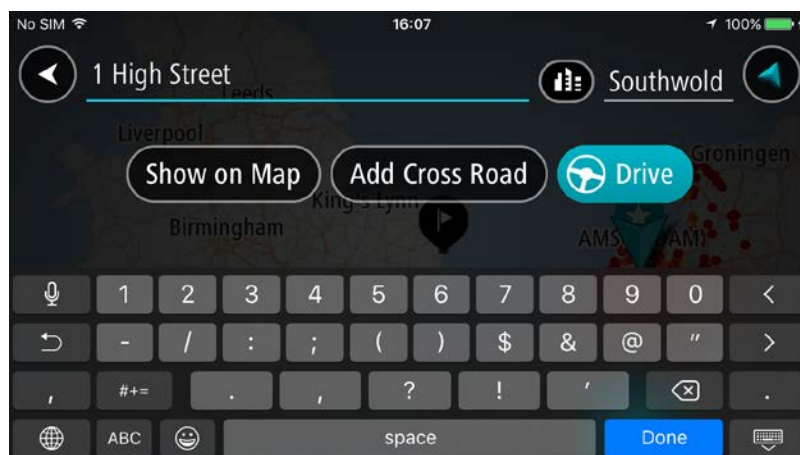 No SIM 16:07 100%
1 High Street Southwold
Leeds
Liverpool
Show on Map Add Cross Road Drive Groningen
King's Lynn
Birmingham
1 2 3 4 5 6 7 8 9 0 <
- / : ; ( ) $ & @ " >
, #+= . , ? ! ' .
ABC space Done